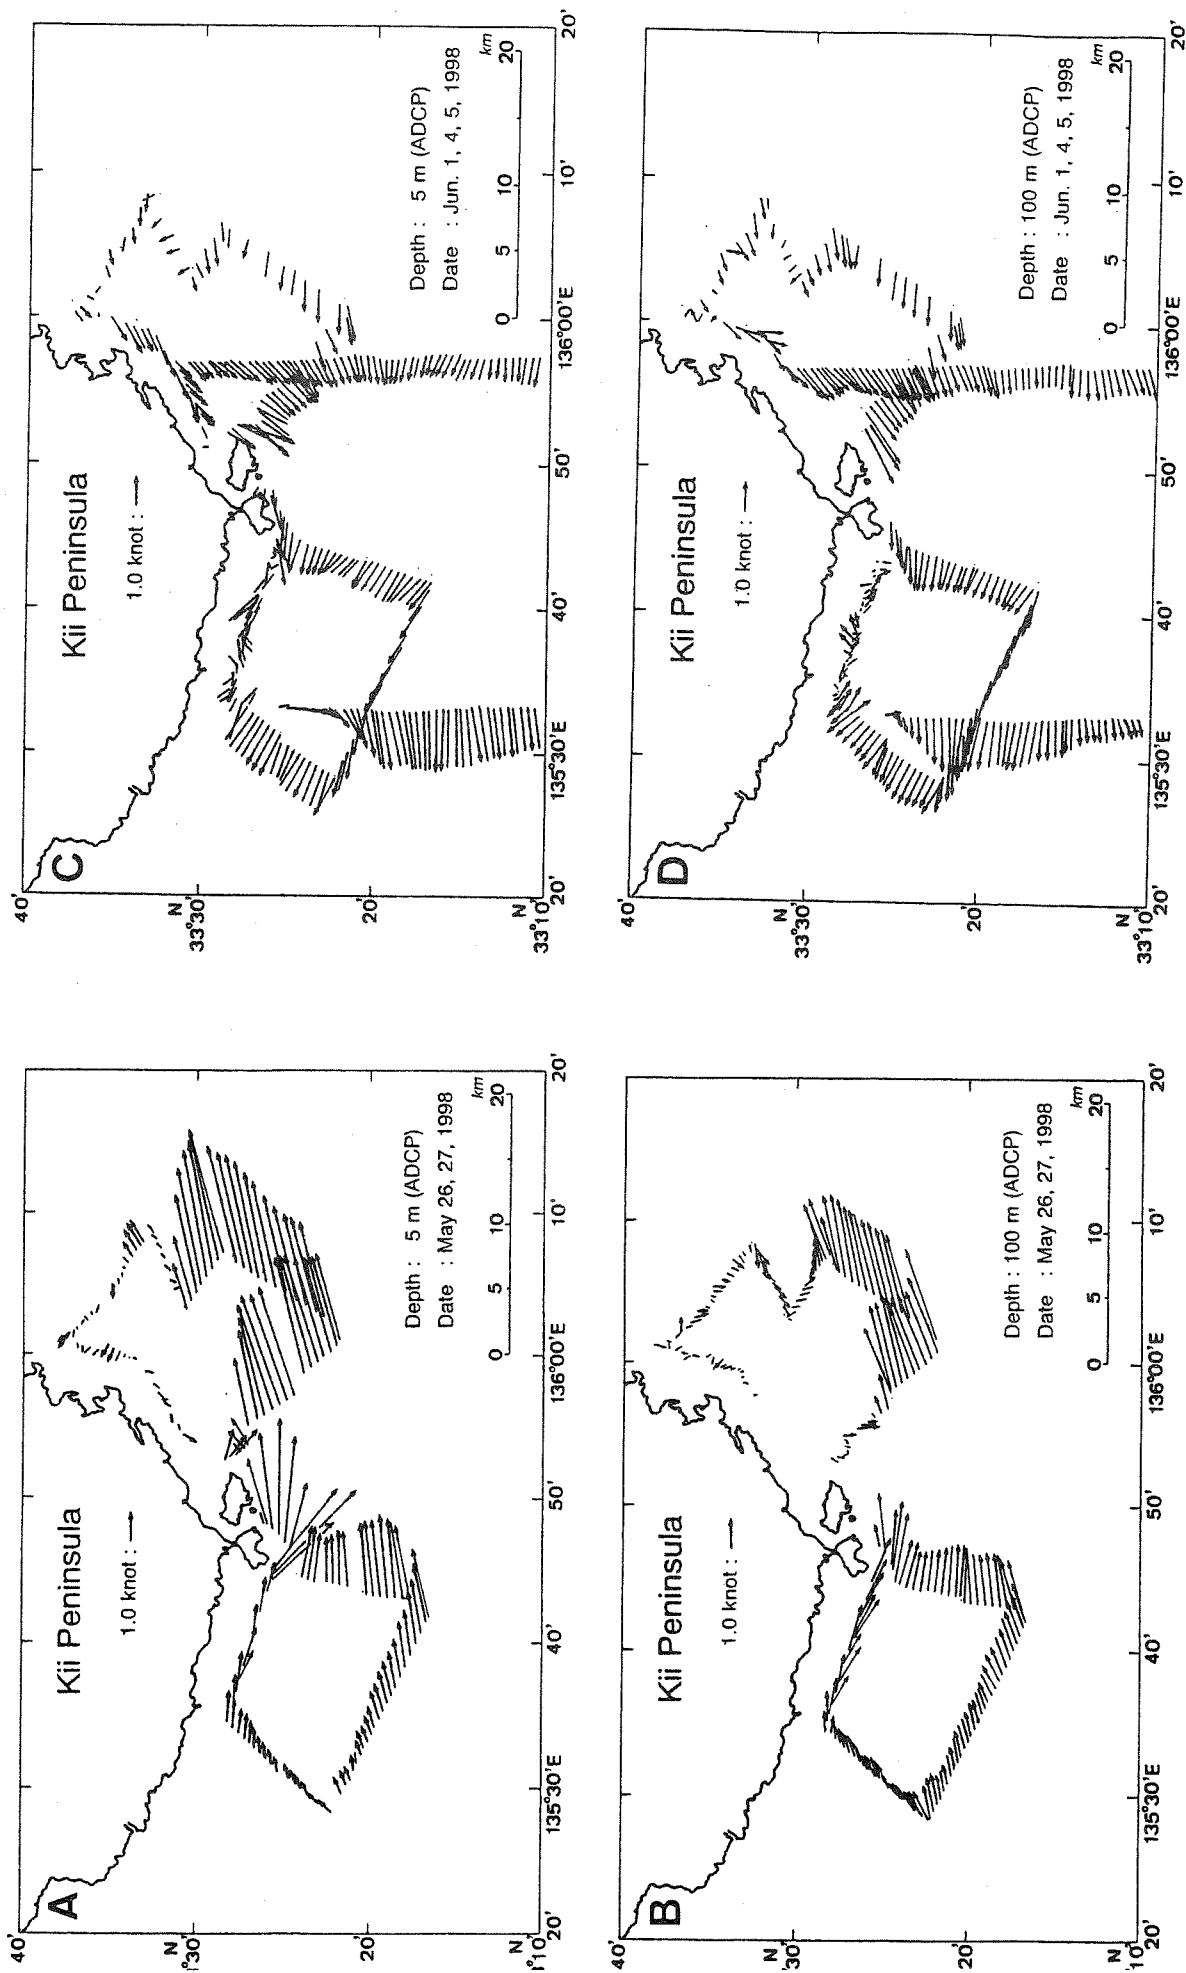 A
Kii Peninsula
1.0 knot :
Depth : 5 m (ADCP)
Date : May 26, 27, 1998
km
0 5 10 20
40'
N
3°30'
20'
N
3°10'
20'
135°30'E
40'
50'
136°00'E
10'
20'
B
Kii Peninsula
1.0 knot :
Depth : 100 m (ADCP)
Date : May 26, 27, 1998
km
0 5 10 20
40'
N
3°30'
20'
N
3°10'
20'
135°30'E
40'
50'
136°00'E
10'
20'
C
Kii Peninsula
1.0 knot :
Depth : 5 m (ADCP)
Date : Jun. 1, 4, 5, 1998
km
0 5 10 20
40'
N
33°30'
20'
N
33°10'
20'
135°30'E
40'
50'
136°00'E
10'
20'
D
Kii Peninsula
1.0 knot :
Depth : 100 m (ADCP)
Date : Jun. 1, 4, 5, 1998
km
0 5 10 20
40'
N
33°30'
20'
N
33°10'
20'
135°30'E
40'
50'
136°00'E
10'
20'